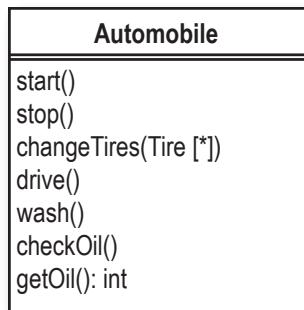 Automobile
start()
stop()
changeTires(Tire [*])
drive()
wash()
checkOil()
getOil(): int